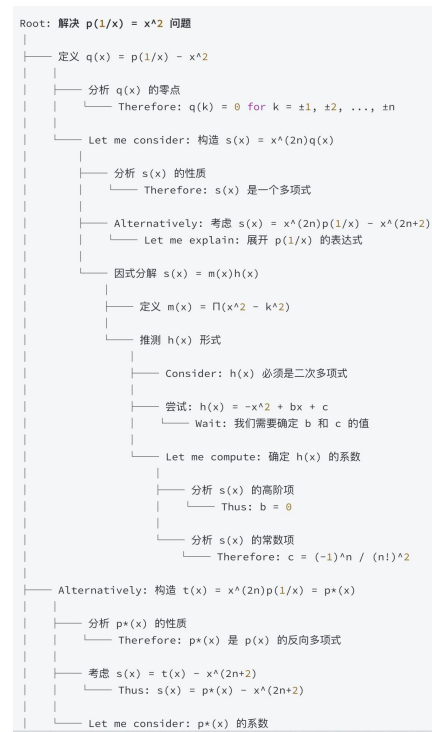 Root: 解决 p(1/x) = x^2 问题
│
├── 定义 q(x) = p(1/x) - x^2
│ │
│ ├── 分析 q(x) 的零点
│ │ └── Therefore: q(k) = 0 for k = ±1, ±2, ..., ±n
│ │
│ └── Let me consider: 构造 s(x) = x^(2n)q(x)
│ │
│ ├── 分析 s(x) 的性质
│ │ └── Therefore: s(x) 是一个多项式
│ │
│ ├── Alternatively: 考虑 s(x) = x^(2n)p(1/x) - x^(2n+2)
│ │ └── Let me explain: 展开 p(1/x) 的表达式
│ │
│ └── 因式分解 s(x) = m(x)h(x)
│ │
│ ├── 定义 m(x) = Π(x^2 - k^2)
│ │
│ └── 推测 h(x) 形式
│ │
│ ├── Consider: h(x) 必须是二次多项式
│ │
│ ├── 尝试: h(x) = -x^2 + bx + c
│ │ └── Wait: 我们需要确定 b 和 c 的值
│ │
│ └── Let me compute: 确定 h(x) 的系数
│ │
│ ├── 分析 s(x) 的高阶项
│ │ └── Thus: b = 0
│ │
│ └── 分析 s(x) 的常数项
│ └── Therefore: c = (-1)^n / (n!)^2
│
├── Alternatively: 构造 t(x) = x^(2n)p(1/x) = p*(x)
│ │
│ ├── 分析 p*(x) 的性质
│ │ └── Therefore: p*(x) 是 p(x) 的反向多项式
│ │
│ ├── 考虑 s(x) = t(x) - x^(2n+2)
│ │ └── Thus: s(x) = p*(x) - x^(2n+2)
│ │
│ └── Let me consider: p*(x) 的系数